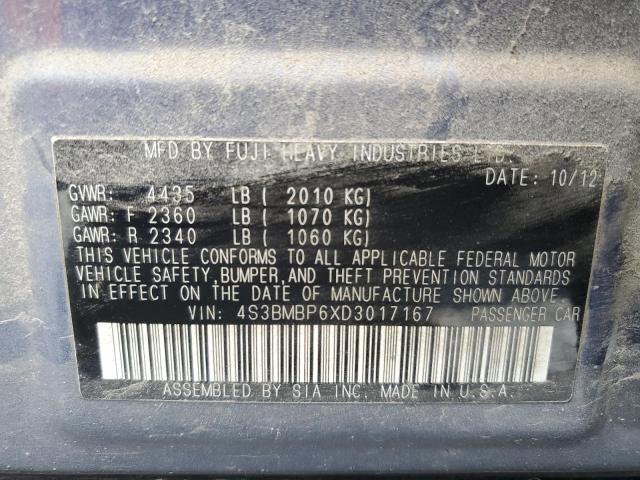 MFD BY FUJI HEAVY INDUSTRIES LTD.
DATE: 10/12
GVWR: 4435 LB ( 2010 KG)
GAWR: F 2360 LB ( 1070 KG)
GAWR: R 2340 LB ( 1060 KG)
THIS VEHICLE CONFORMS TO ALL APPLICABLE FEDERAL MOTOR
VEHICLE SAFETY,BUMPER,AND THEFT PREVENTION STANDARDS
IN EFFECT ON THE DATE OF MANUFACTURE SHOWN ABOVE.
VIN: 4S3BMBP6XD3017167 PASSENGER CAR
ASSEMBLED BY SIA INC. MADE IN U.S.A.